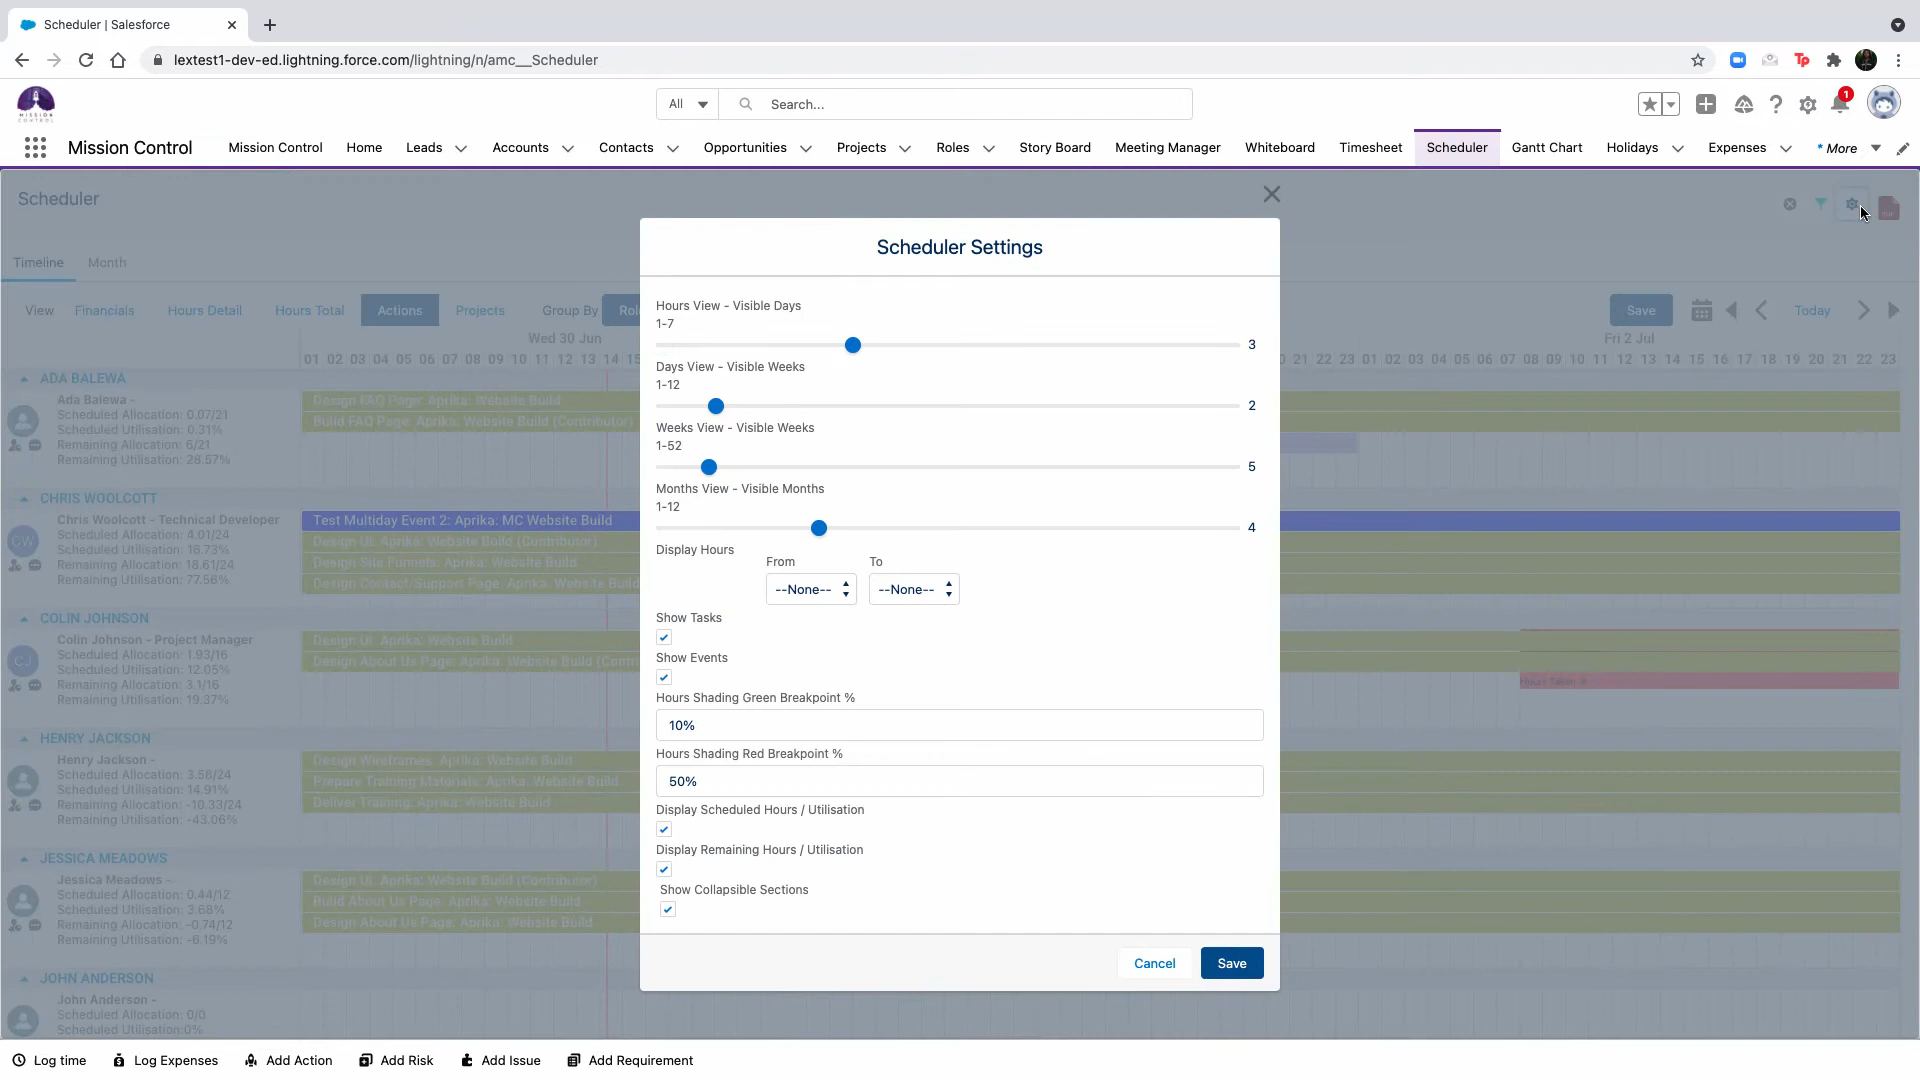 Scheduler | Salesforce
lextest1-dev-ed.lightning.force.com/lightning/n/amc__Scheduler
MISSION
CONTROL
All
Search...
1
Mission Control
Mission Control
Home
Leads
Accounts
Contacts
Opportunities
Projects
Roles
Story Board
Meeting Manager
Whiteboard
Timesheet
Scheduler
Gantt Chart
Holidays
Expenses
* More
Scheduler
Timeline
Month
View
Financials
Hours Detail
Hours Total
Actions
Projects
Group By
Save
Today
Wed 30 Jun
Fri 2 Jul
01 02 03 04 05 06 07 08 09 10 11 12 13 14 15
21 22 23 01 02 03 04 05 06 07 08 09 10 11 12 13 14 15 16 17 18 19 20 21 22 23
ADA BALEWA
Ada Balewa -
Scheduled Allocation: 0.07/21
Scheduled Utilisation: 0.31%
Remaining Allocation: 6/21
Remaining Utilisation: 28.57%
Design FAQ Page: Aprika: Website Build
Build FAQ Page: Aprika: Website Build (Contributor)
CHRIS WOOLCOTT
CW
Chris Woolcott - Technical Developer
Scheduled Allocation: 4.01/24
Scheduled Utilisation: 16.73%
Remaining Allocation: 18.61/24
Remaining Utilisation: 77.56%
Test Multiday Event 2: Aprika: MC Website Build
Design UI: Aprika: Website Build (Contributor)
Design Site Funnels: Aprika: Website Build
Design Contact/Support Page: Aprika: Website Build
COLIN JOHNSON
CJ
Colin Johnson - Project Manager
Scheduled Allocation: 1.93/16
Scheduled Utilisation: 12.05%
Remaining Allocation: 3.1/16
Remaining Utilisation: 19.37%
Design UI: Aprika: Website Build
Design About Us Page: Aprika: Website Build
HENRY JACKSON
Henry Jackson -
Scheduled Allocation: 3.58/24
Scheduled Utilisation: 14.91%
Remaining Allocation: -10.33/24
Remaining Utilisation: -43.06%
Design Wireframes: Aprika: Website Build
Prepare Training Materials: Aprika: Website Build
Deliver Training: Aprika: Website Build
JESSICA MEADOWS
Jessica Meadows -
Scheduled Allocation: 0.44/12
Scheduled Utilisation: 3.68%
Remaining Allocation: -0.74/12
Remaining Utilisation: -6.19%
Design UI: Aprika: Website Build (Contributor)
Build About Us Page: Aprika: Website Build
Design About Us Page: Aprika: Website Build
JOHN ANDERSON
John Anderson -
Scheduled Allocation: 0/0
Scheduled Utilisation:0%
Scheduler Settings
Hours View - Visible Days
1-7
3
Days View - Visible Weeks
1-12
2
Weeks View - Visible Weeks
1-52
5
Months View - Visible Months
1-12
4
Display Hours
From
To
--None--
--None--
Show Tasks
Show Events
Hours Shading Green Breakpoint %
10%
Hours Shading Red Breakpoint %
50%
Display Scheduled Hours / Utilisation
Display Remaining Hours / Utilisation
Show Collapsible Sections
Cancel
Save
Log time
Log Expenses
Add Action
Add Risk
Add Issue
Add Requirement